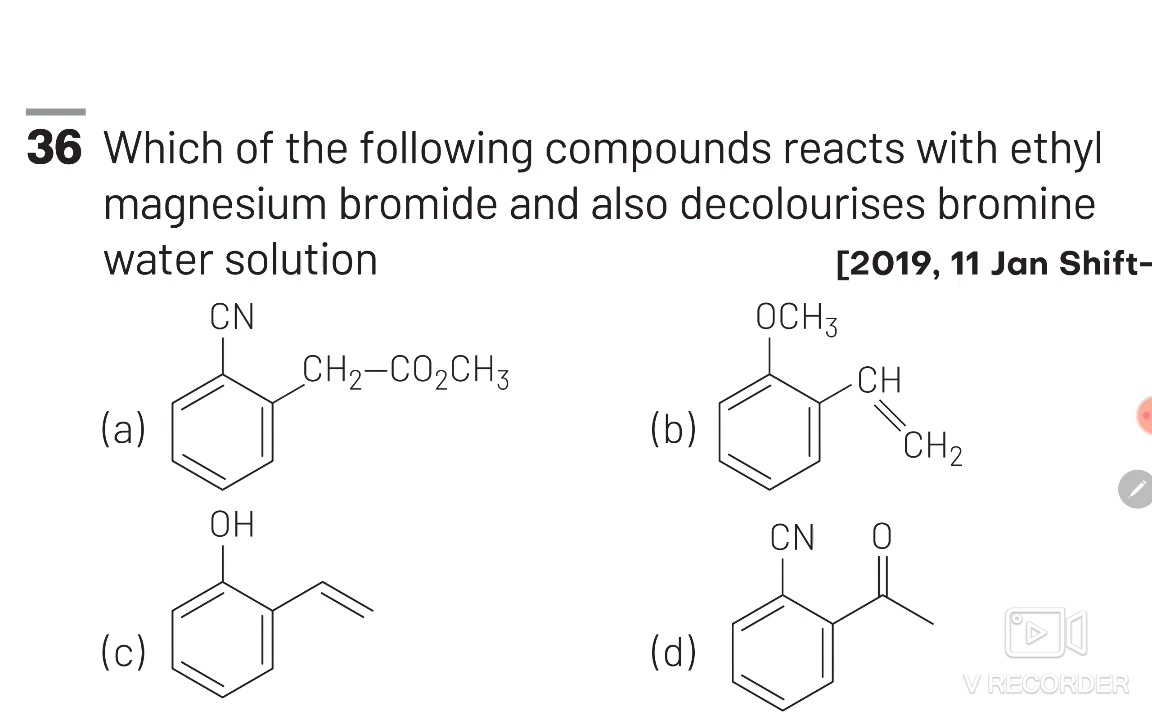 36 Which of the following compounds reacts with ethyl
magnesium bromide and also decolourises bromine
water solution [2019, 11 Jan Shift-
CN
CH₂–CO₂CH₃
(a)
OCH₃
CH
CH₂
(b)
OH
(c)
CN O
(d)
V RECORDER